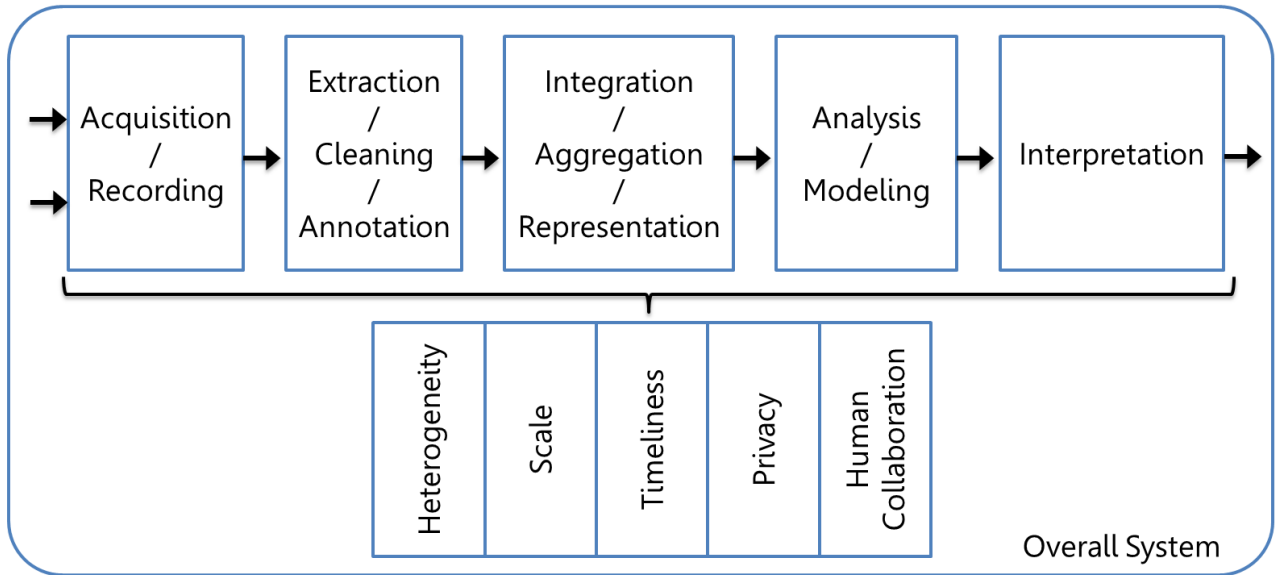 Acquisition
/
Recording
Extraction
/
Cleaning
/
Annotation
Integration
/
Aggregation
/
Representation
Analysis
/
Modeling
Interpretation
Heterogeneity
Scale
Timeliness
Privacy
Human
Collaboration
Overall System